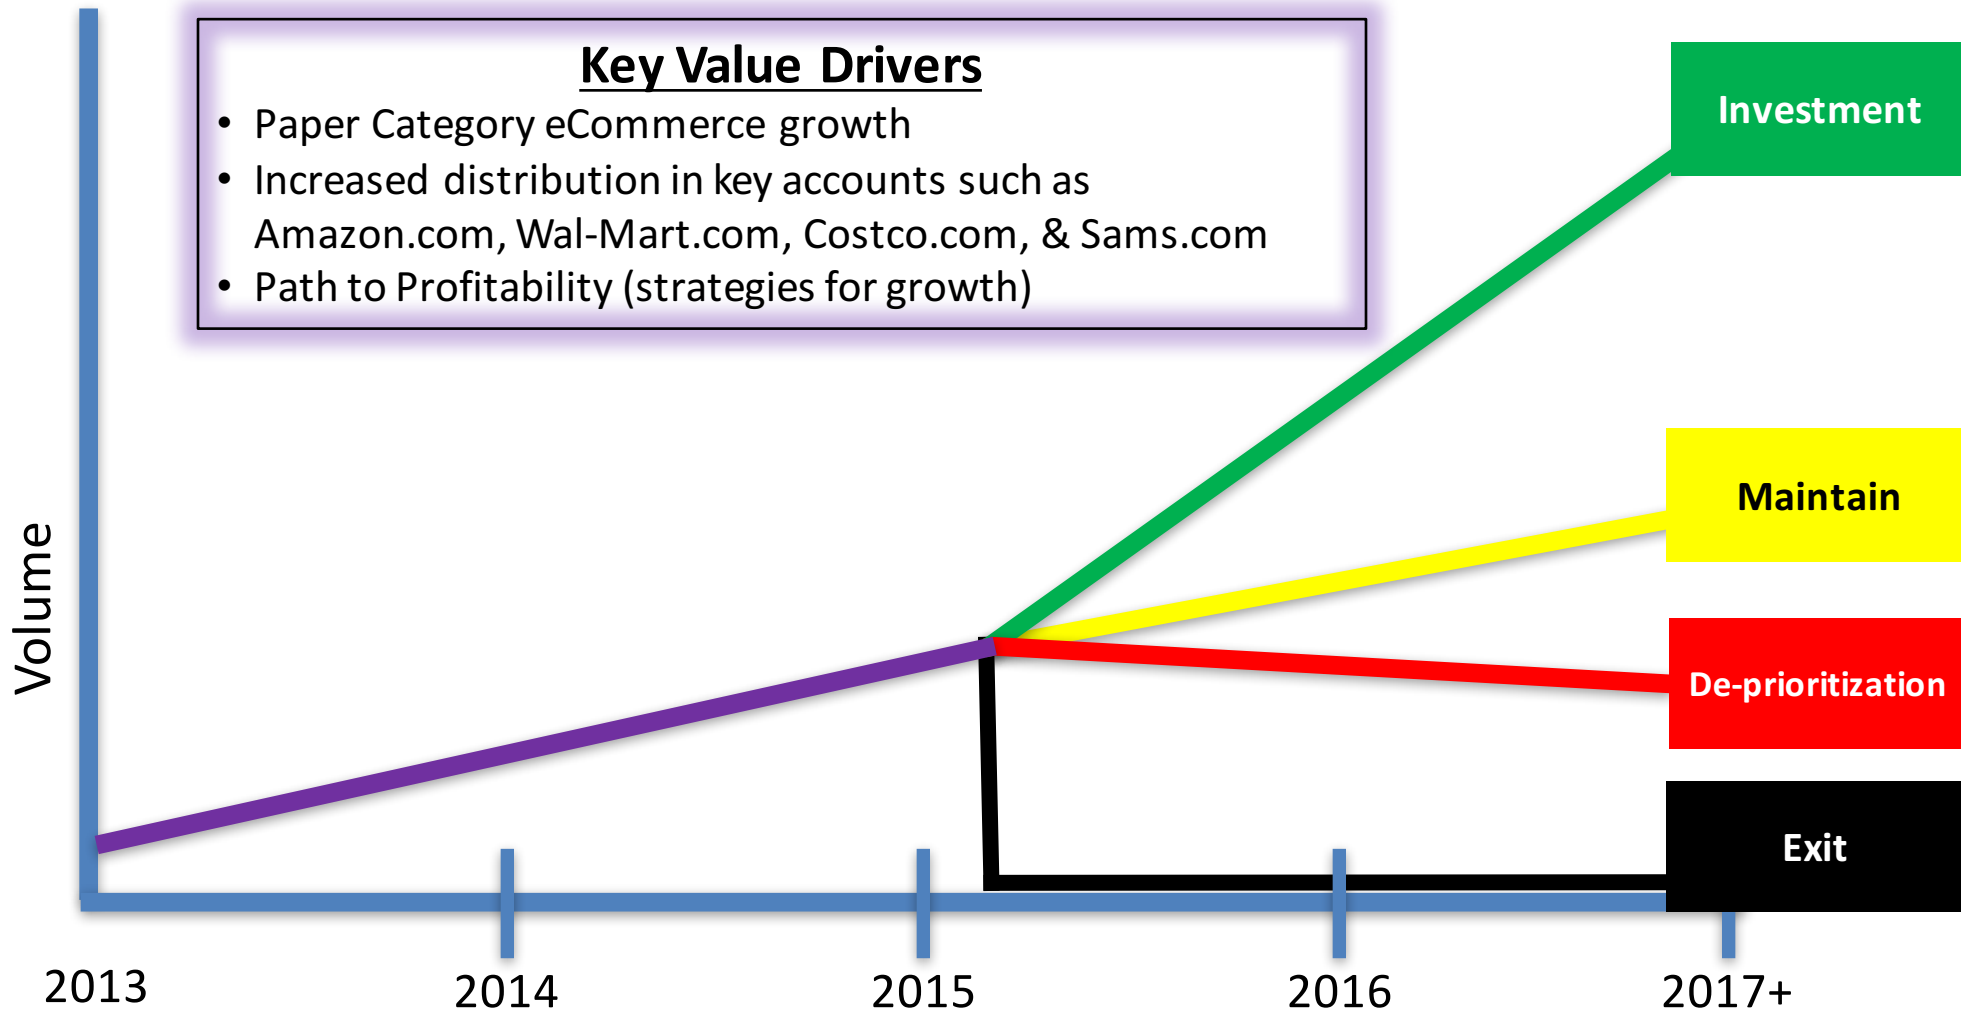 Key Value Drivers
• Paper Category eCommerce growth
• Increased distribution in key accounts such as
Amazon.com, Wal-Mart.com, Costco.com, & Sams.com
• Path to Profitability (strategies for growth)
Investment
Maintain
De-prioritization
Exit
Volume
2013
2014
2015
2016
2017+